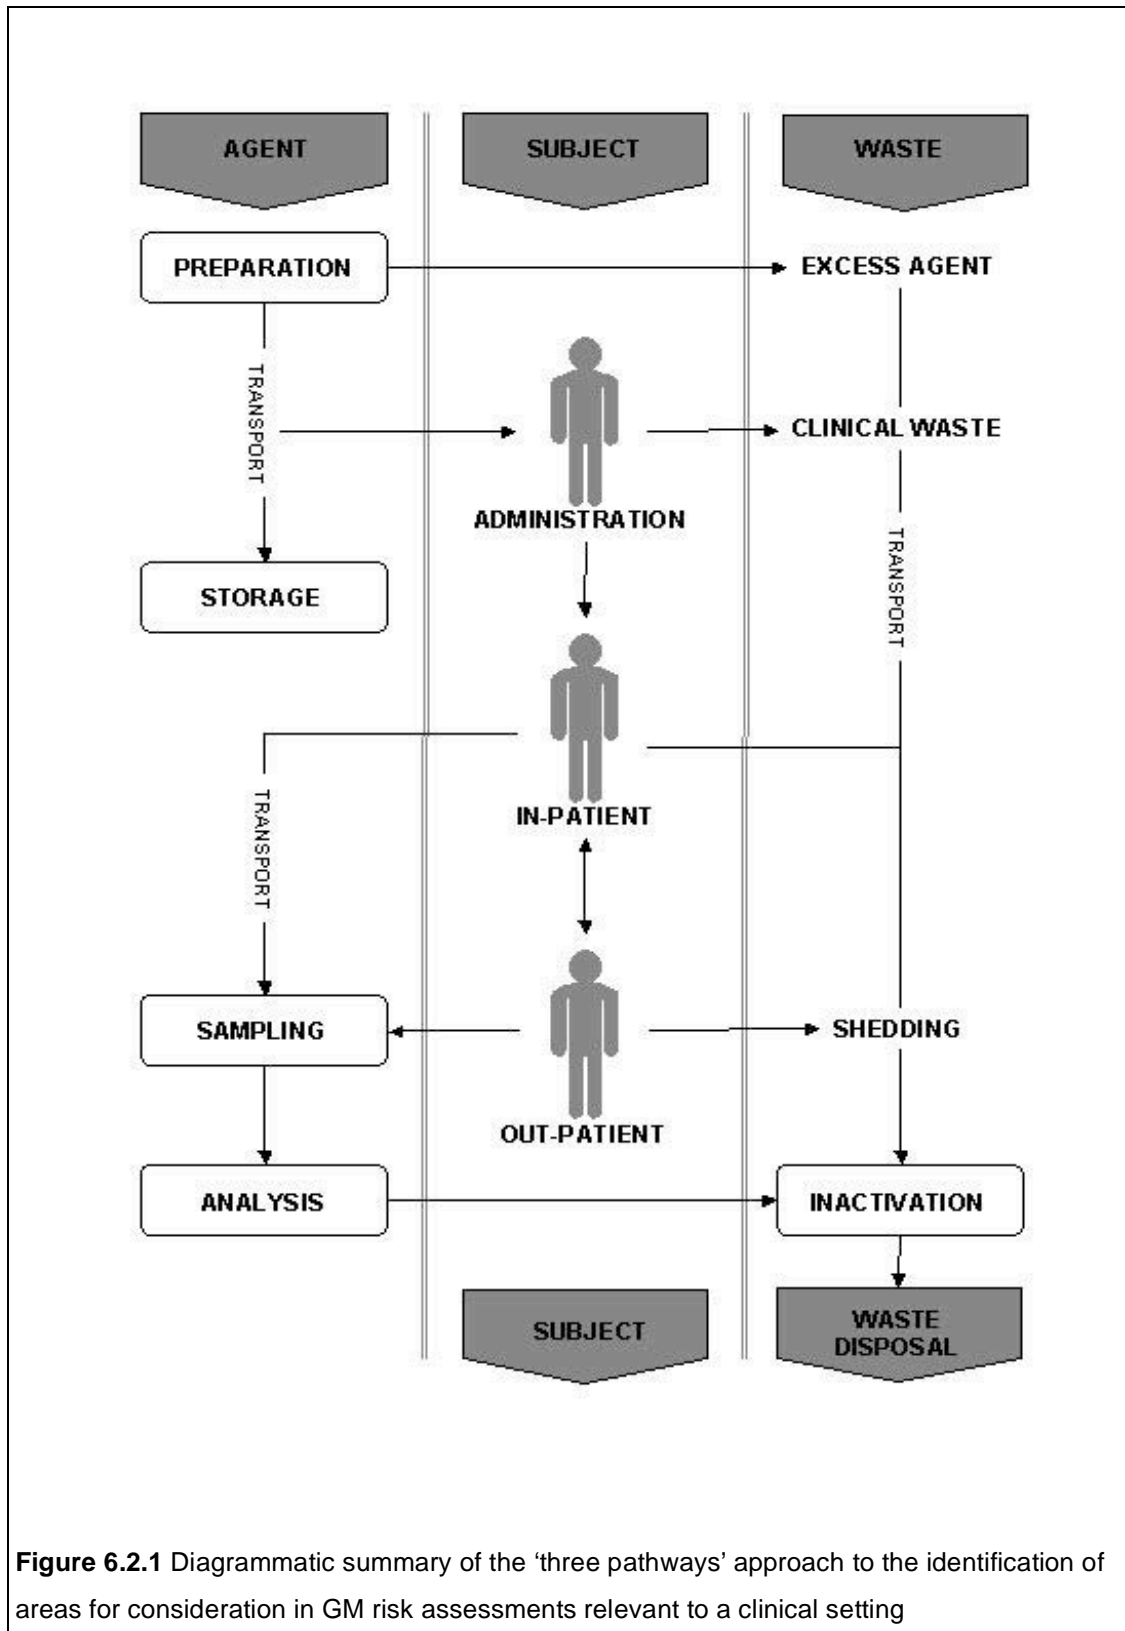 AGENT
SUBJECT
WASTE
PREPARATION
EXCESS AGENT
TRANSPORT
CLINICAL WASTE
ADMINISTRATION
TRANSPORT
STORAGE
IN-PATIENT
TRANSPORT
SAMPLING
SHEDDING
OUT-PATIENT
ANALYSIS
INACTIVATION
SUBJECT
WASTE
DISPOSAL
Figure 6.2.1 Diagrammatic summary of the ‘three pathways’ approach to the identification of
areas for consideration in GM risk assessments relevant to a clinical setting